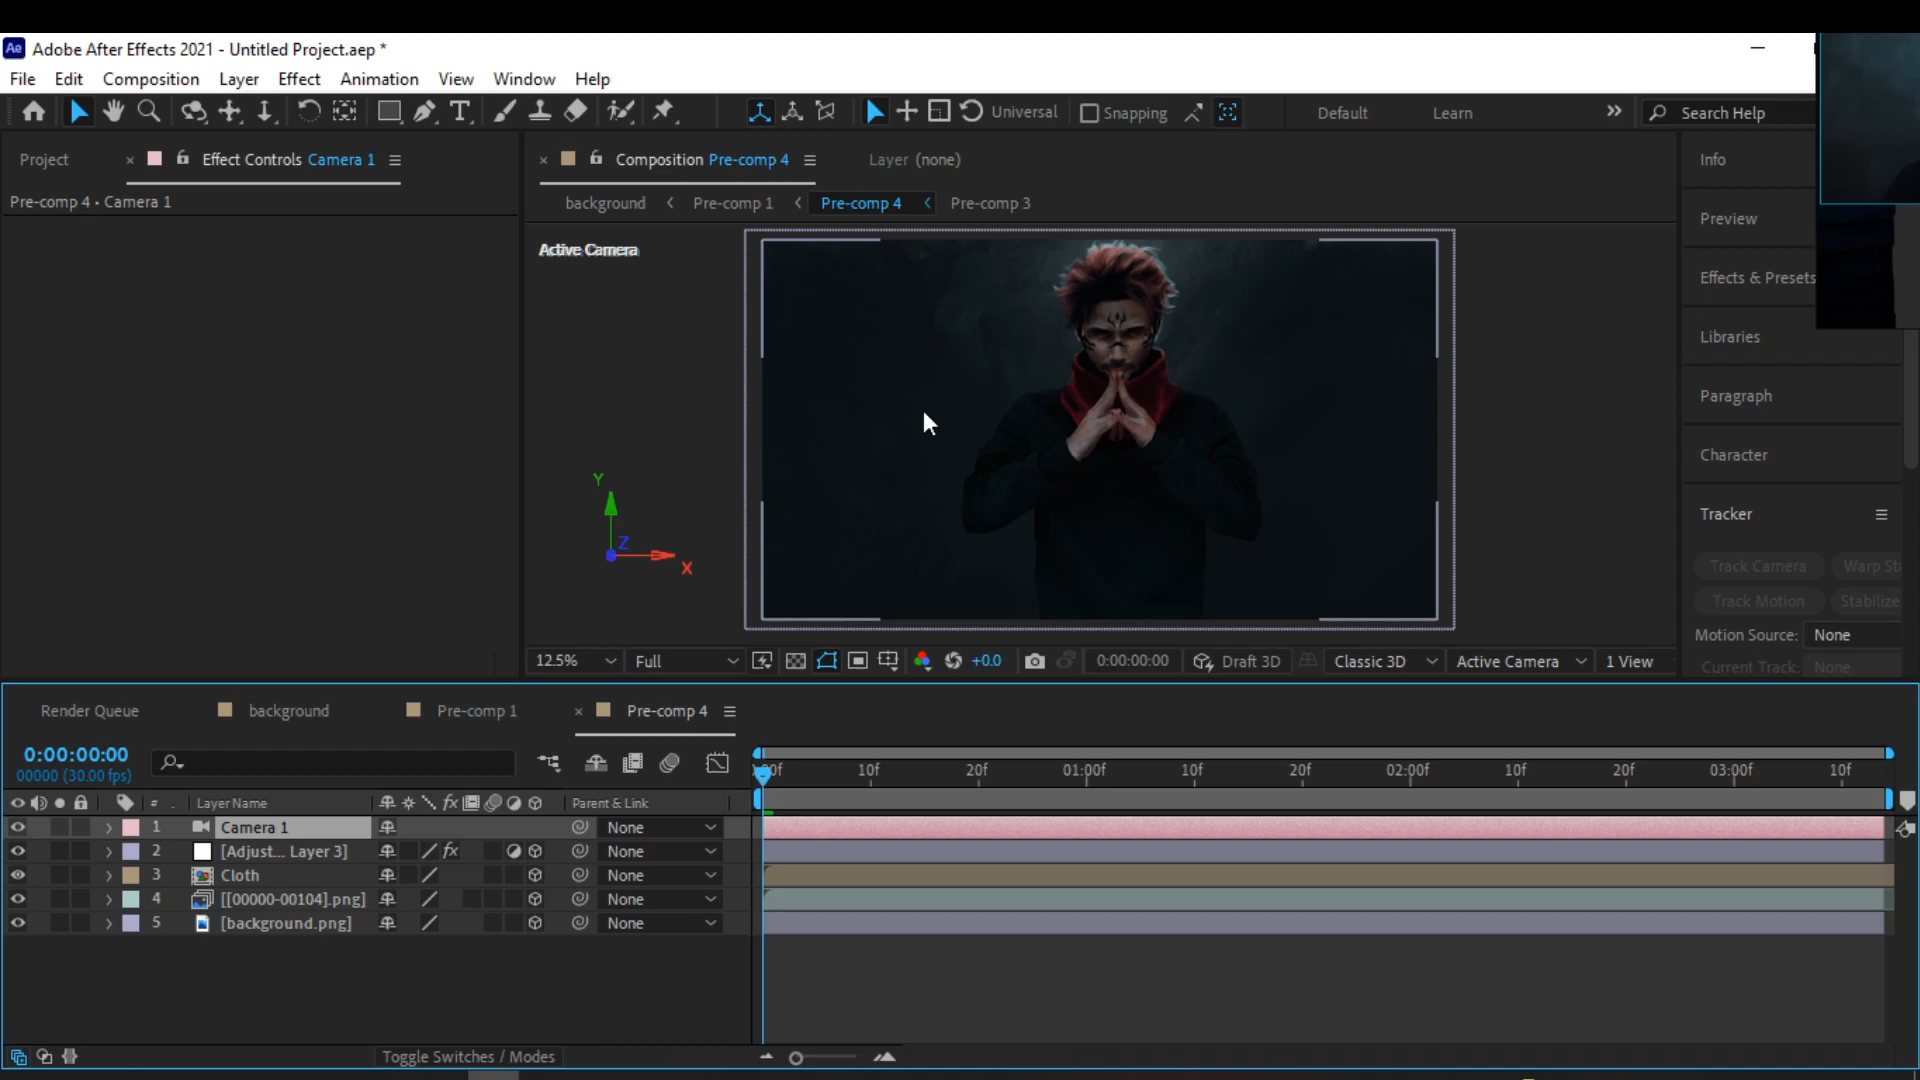 Ae Adobe After Effects 2021 - Untitled Project.aep *
File Edit Composition Layer Effect Animation View Window Help
T Universal Snapping Default Learn Search Help
Project Effect Controls Camera 1
Composition Pre-comp 4 Layer (none)
Pre-comp 4 • Camera 1
background Pre-comp 1 Pre-comp 4 Pre-comp 3
Active Camera
Y
Z
X
Info
Preview
Effects & Presets
Libraries
Paragraph
Character
Tracker
Track Camera Warp Sta
Track Motion Stabilize
Motion Source: None
Current Track: None
12.5% Full +0.0 0:00:00:00 Draft 3D Classic 3D Active Camera 1 View
Render Queue background Pre-comp 1 Pre-comp 4
0:00:00:00
00000 (30.00 fps)
00f 10f 20f 01:00f 10f 20f 02:00f 10f 20f 03:00f 10f
# . Layer Name fx Parent & Link
1 Camera 1 None
2 [Adjust... Layer 3] fx None
3 Cloth None
4 [[00000-00104].png] None
5 [background.png] None
Toggle Switches / Modes